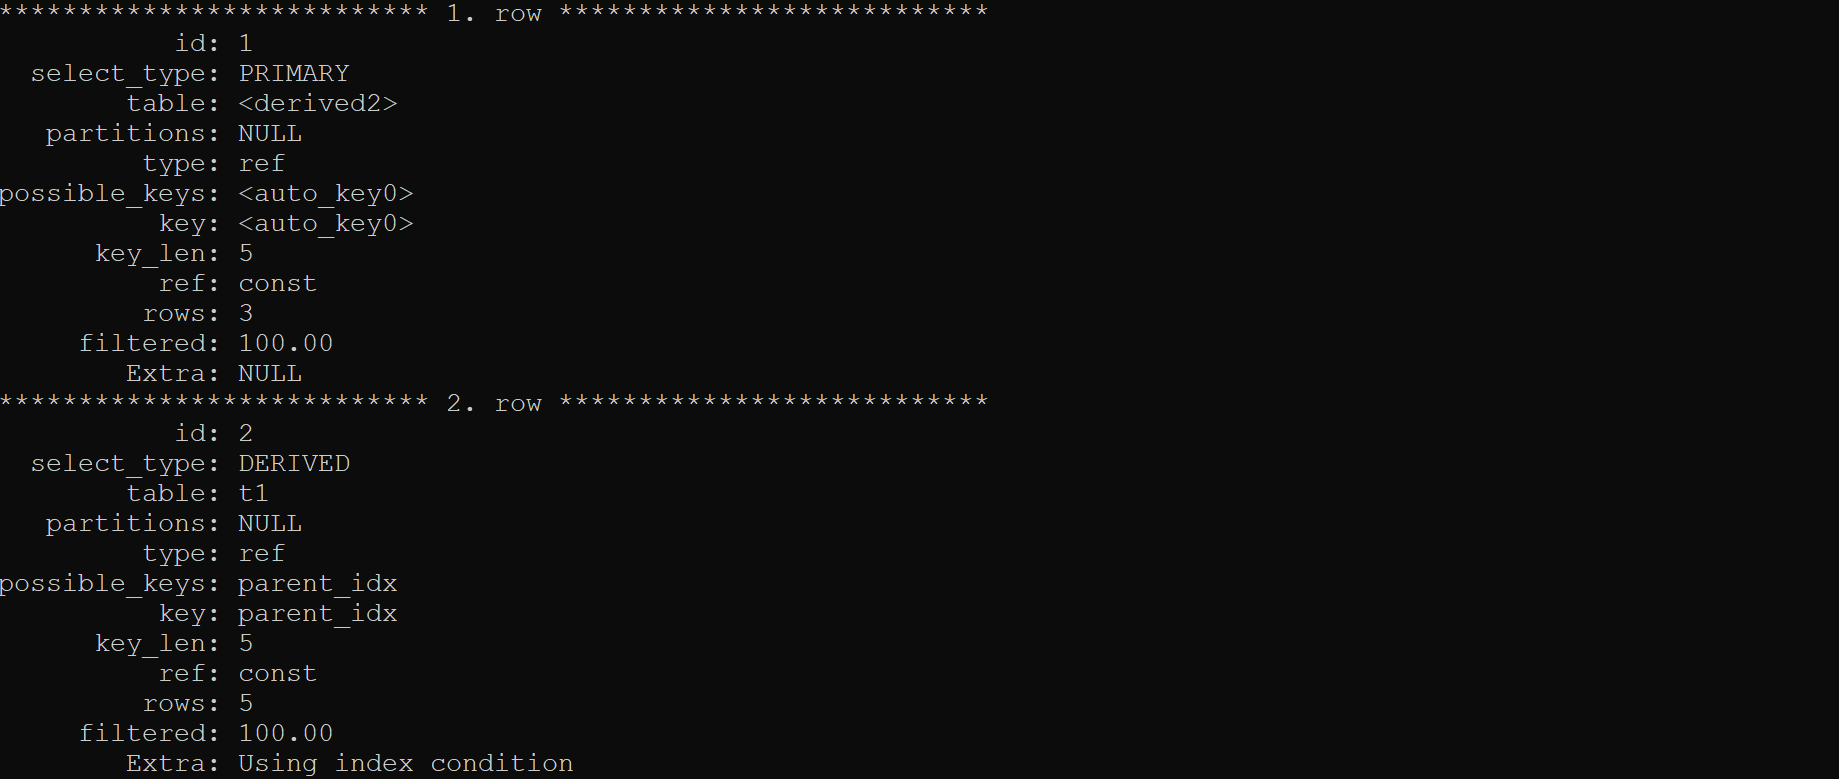 *************************** 1. row ***************************
           id: 1
  select_type: PRIMARY
        table: <derived2>
   partitions: NULL
         type: ref
possible_keys: <auto_key0>
          key: <auto_key0>
      key_len: 5
          ref: const
         rows: 3
     filtered: 100.00
        Extra: NULL
*************************** 2. row ***************************
           id: 2
  select_type: DERIVED
        table: t1
   partitions: NULL
         type: ref
possible_keys: parent_idx
          key: parent_idx
      key_len: 5
          ref: const
         rows: 5
     filtered: 100.00
        Extra: Using index condition